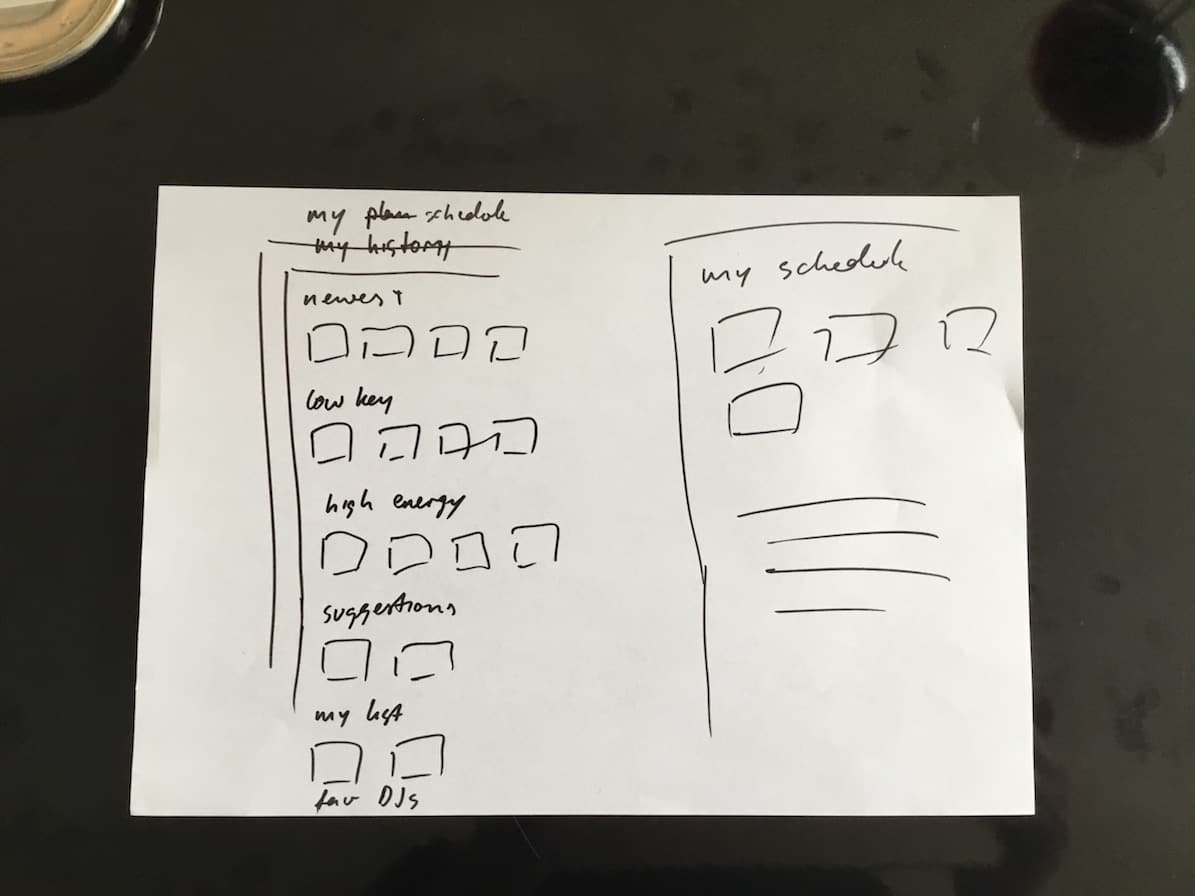 my plan schedule
my history
newest
low key
high energy
suggestions
my list
fav DJs
my schedule